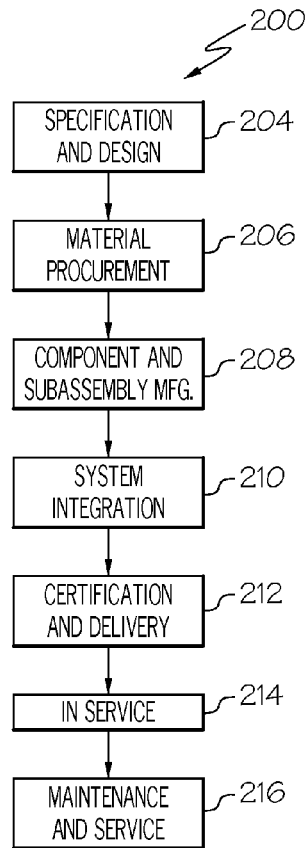 200
SPECIFICATION
AND DESIGN
204
MATERIAL
PROCUREMENT
206
COMPONENT AND
SUBASSEMBLY MFG.
208
SYSTEM
INTEGRATION
210
CERTIFICATION
AND DELIVERY
212
IN SERVICE
214
MAINTENANCE
AND SERVICE
216